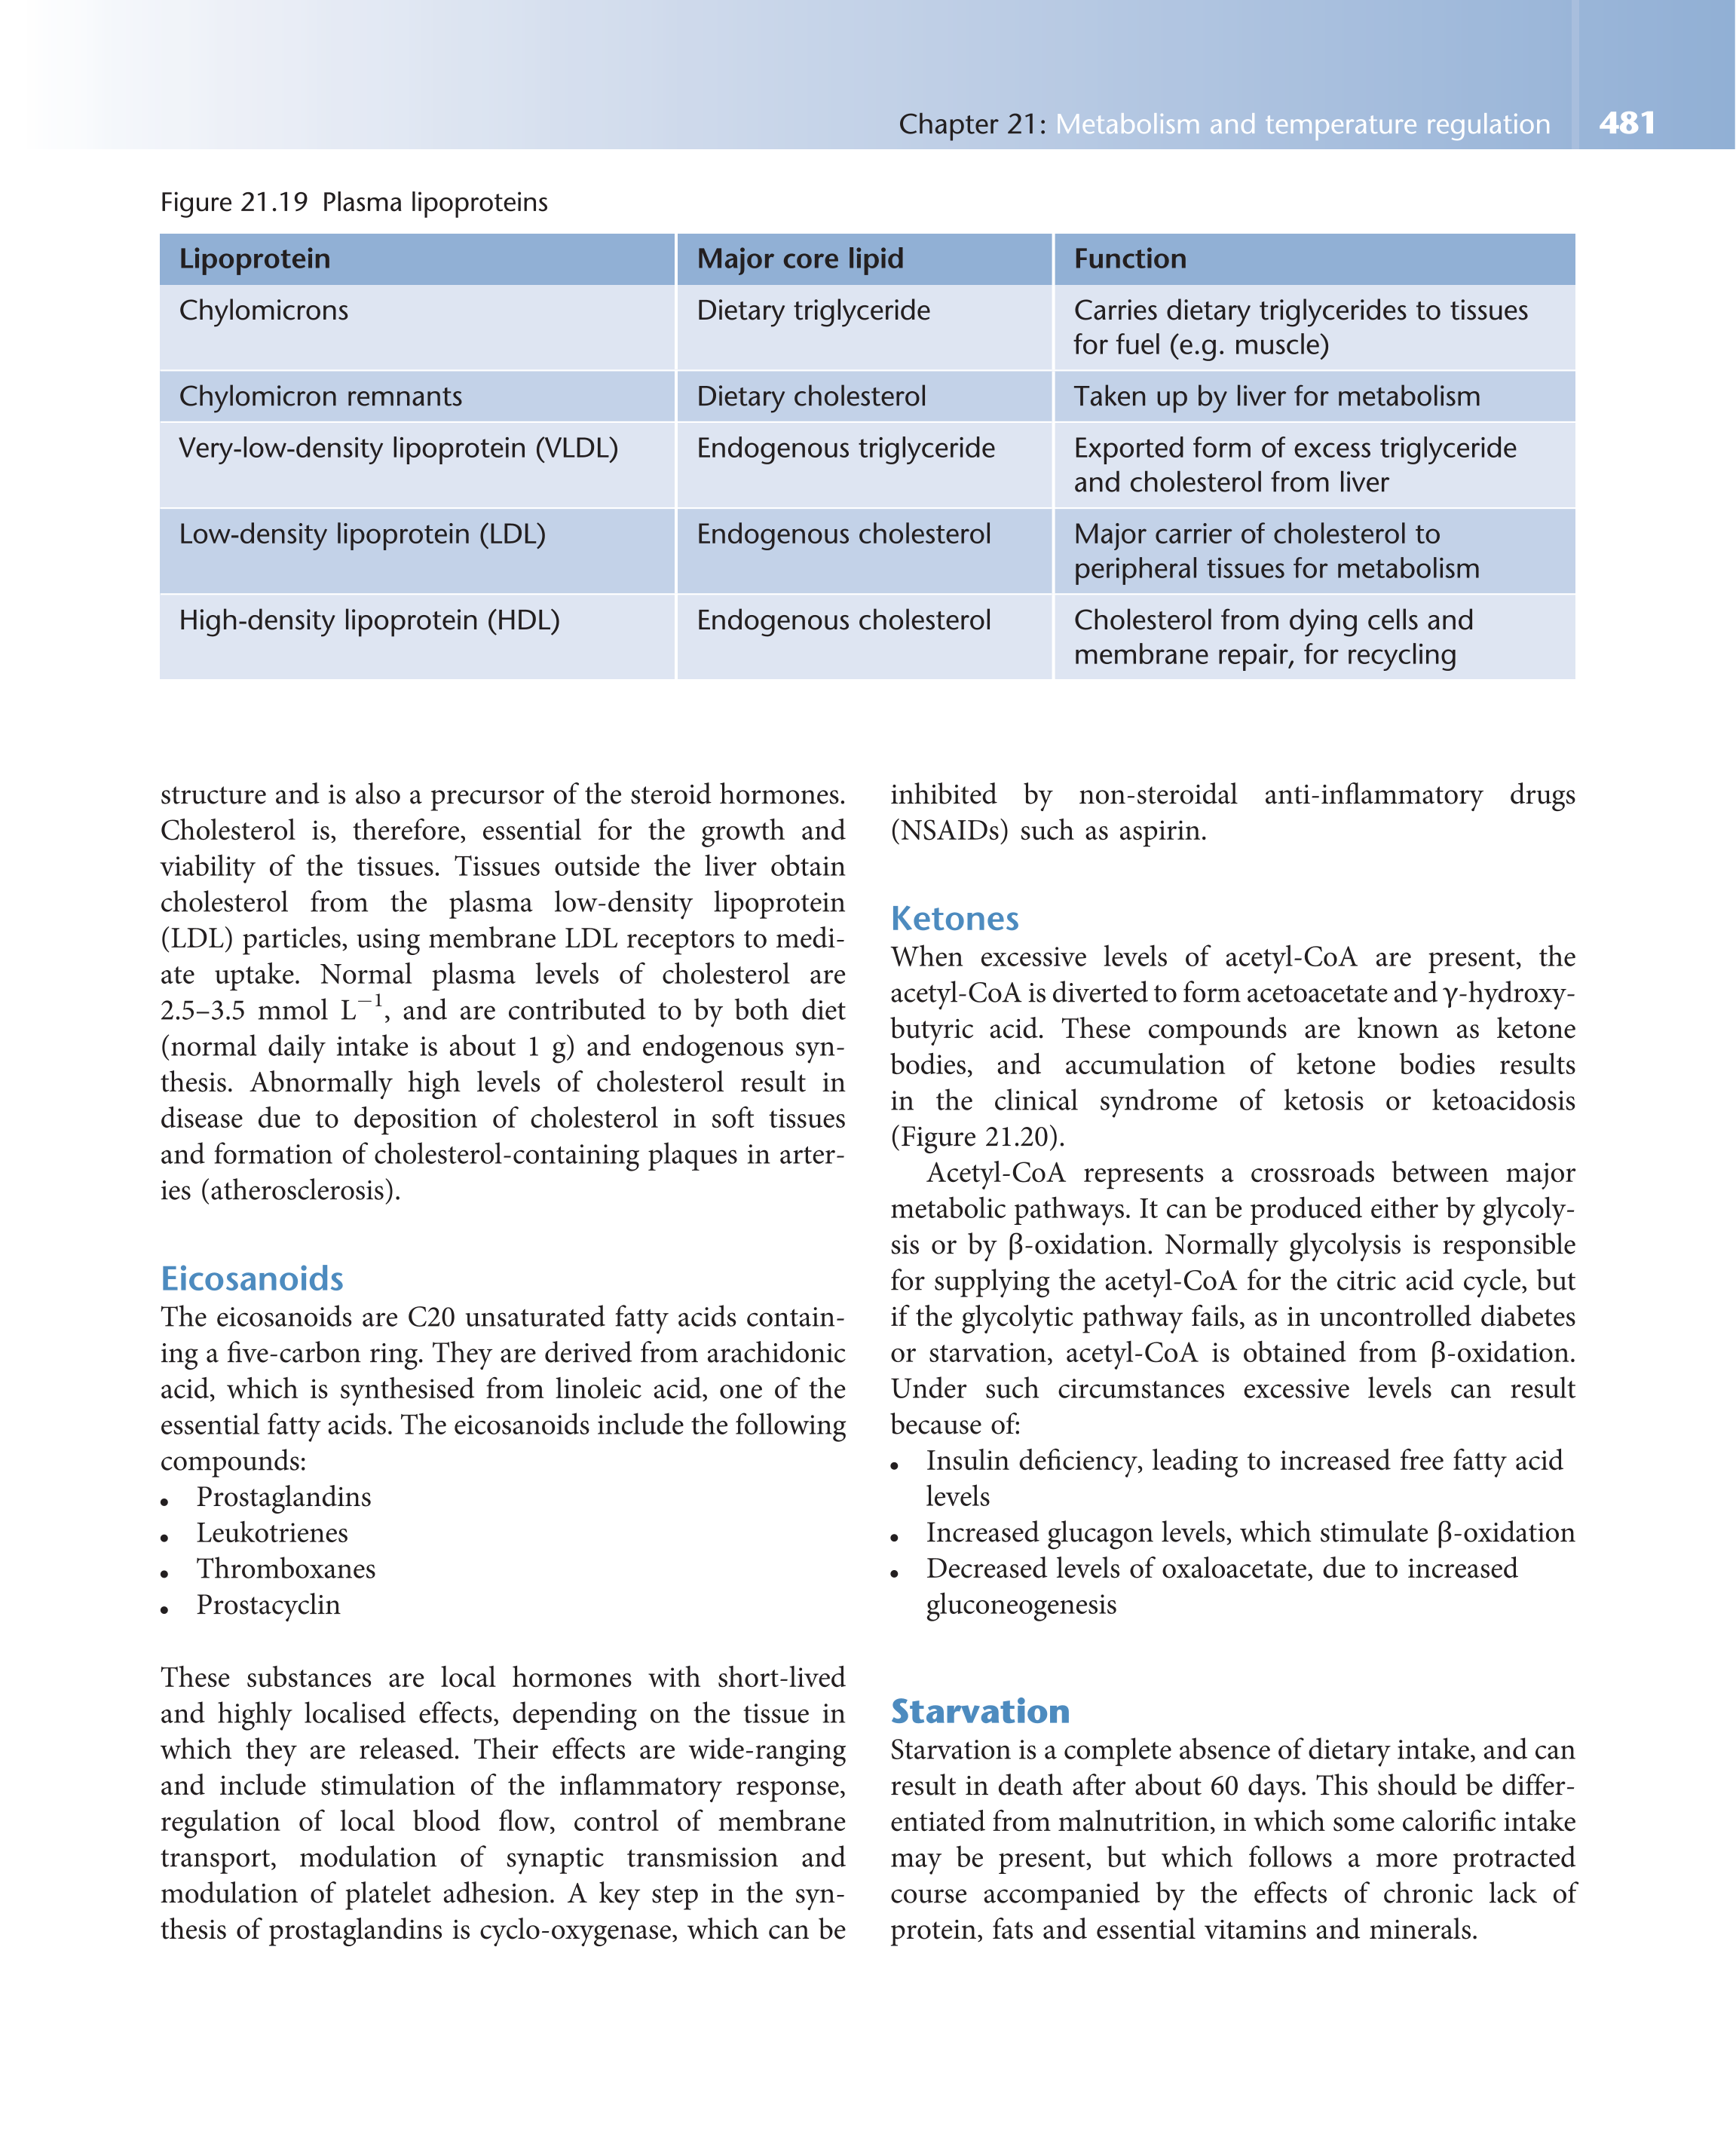 Chapter 21: Metabolism and temperature regulation 481
Figure 21.19 Plasma lipoproteins
Lipoprotein Major core lipid Function
Chylomicrons Dietary triglyceride Carries dietary triglycerides to tissues
for fuel (e.g. muscle)
Chylomicron remnants Dietary cholesterol Taken up by liver for metabolism
Very-low-density lipoprotein (VLDL) Endogenous triglyceride Exported form of excess triglyceride
and cholesterol from liver
Low-density lipoprotein (LDL) Endogenous cholesterol Major carrier of cholesterol to
peripheral tissues for metabolism
High-density lipoprotein (HDL) Endogenous cholesterol Cholesterol from dying cells and
membrane repair, for recycling
structure and is also a precursor of the steroid hormones.
Cholesterol is, therefore, essential for the growth and
viability of the tissues. Tissues outside the liver obtain
cholesterol from the plasma low-density lipoprotein
(LDL) particles, using membrane LDL receptors to medi-
ate uptake. Normal plasma levels of cholesterol are
2.5–3.5 mmol L⁻¹, and are contributed to by both diet
(normal daily intake is about 1 g) and endogenous syn-
thesis. Abnormally high levels of cholesterol result in
disease due to deposition of cholesterol in soft tissues
and formation of cholesterol-containing plaques in arter-
ies (atherosclerosis).
Eicosanoids
The eicosanoids are C20 unsaturated fatty acids contain-
ing a five-carbon ring. They are derived from arachidonic
acid, which is synthesised from linoleic acid, one of the
essential fatty acids. The eicosanoids include the following
compounds:
• Prostaglandins
• Leukotrienes
• Thromboxanes
• Prostacyclin
These substances are local hormones with short-lived
and highly localised effects, depending on the tissue in
which they are released. Their effects are wide-ranging
and include stimulation of the inflammatory response,
regulation of local blood flow, control of membrane
transport, modulation of synaptic transmission and
modulation of platelet adhesion. A key step in the syn-
thesis of prostaglandins is cyclo-oxygenase, which can be
inhibited by non-steroidal anti-inflammatory drugs
(NSAIDs) such as aspirin.
Ketones
When excessive levels of acetyl-CoA are present, the
acetyl-CoA is diverted to form acetoacetate and γ-hydroxy-
butyric acid. These compounds are known as ketone
bodies, and accumulation of ketone bodies results
in the clinical syndrome of ketosis or ketoacidosis
(Figure 21.20).
Acetyl-CoA represents a crossroads between major
metabolic pathways. It can be produced either by glycoly-
sis or by β-oxidation. Normally glycolysis is responsible
for supplying the acetyl-CoA for the citric acid cycle, but
if the glycolytic pathway fails, as in uncontrolled diabetes
or starvation, acetyl-CoA is obtained from β-oxidation.
Under such circumstances excessive levels can result
because of:
• Insulin deficiency, leading to increased free fatty acid
levels
• Increased glucagon levels, which stimulate β-oxidation
• Decreased levels of oxaloacetate, due to increased
gluconeogenesis
Starvation
Starvation is a complete absence of dietary intake, and can
result in death after about 60 days. This should be differ-
entiated from malnutrition, in which some calorific intake
may be present, but which follows a more protracted
course accompanied by the effects of chronic lack of
protein, fats and essential vitamins and minerals.